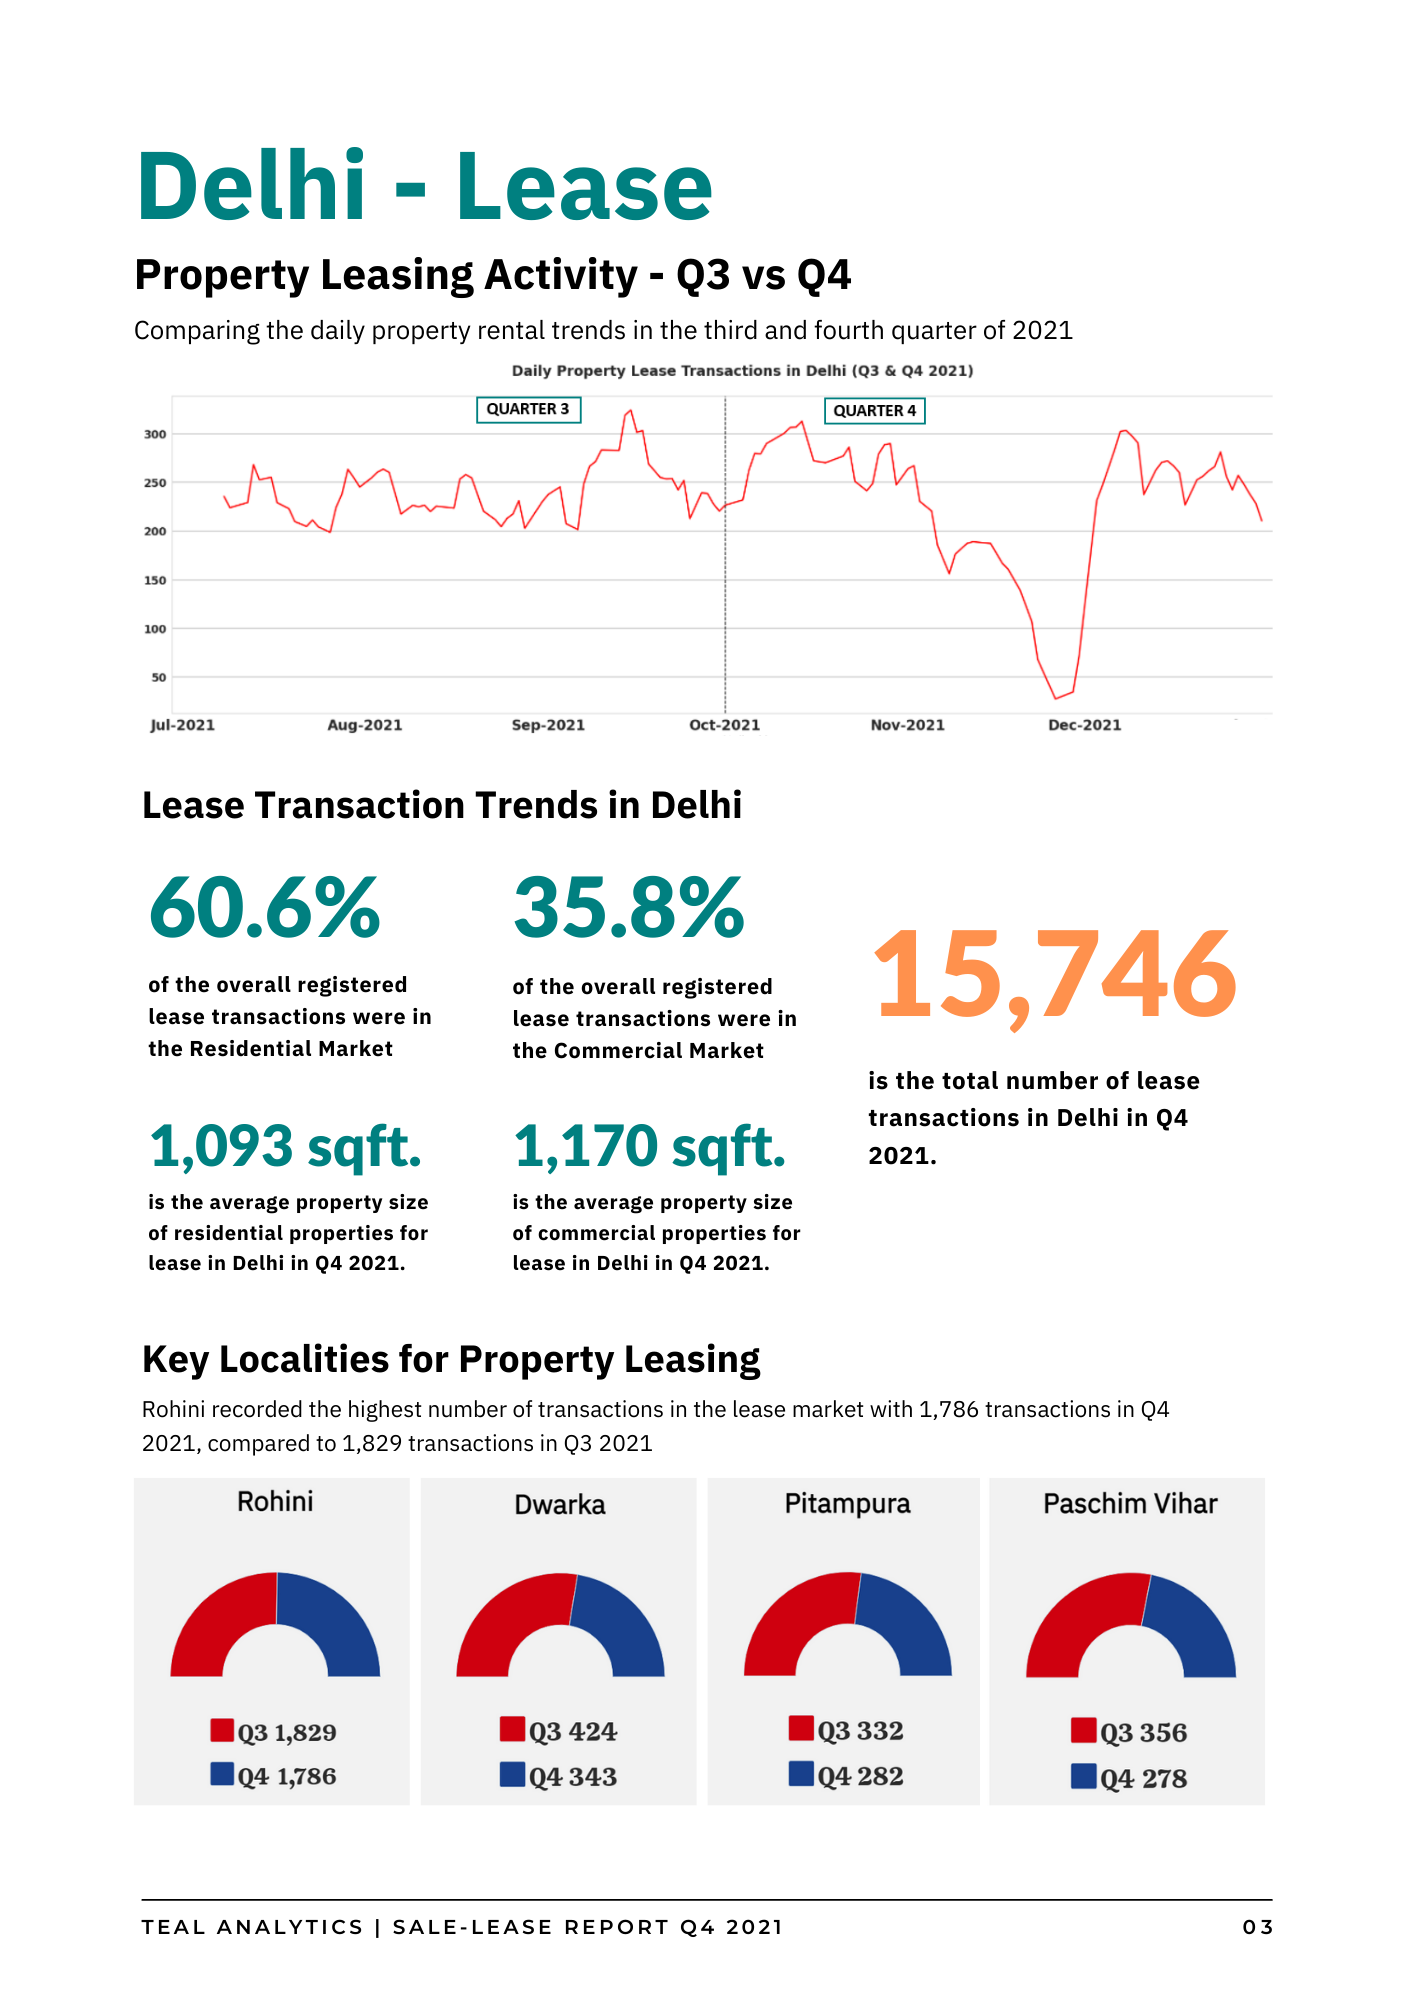 Delhi - Lease
Property Leasing Activity - Q3 vs Q4
Comparing the daily property rental trends in the third and fourth quarter of 2021
Daily Property Lease Transactions in Delhi (Q3 & Q4 2021)
QUARTER 3
QUARTER 4
300
250
200
150
100
50
Jul-2021
Aug-2021
Sep-2021
Oct-2021
Nov-2021
Dec-2021
Lease Transaction Trends in Delhi
60.6%
of the overall registered
lease transactions were in
the Residential Market
35.8%
of the overall registered
lease transactions were in
the Commercial Market
15,746
is the total number of lease
transactions in Delhi in Q4
2021.
1,093 sqft.
is the average property size
of residential properties for
lease in Delhi in Q4 2021.
1,170 sqft.
is the average property size
of commercial properties for
lease in Delhi in Q4 2021.
Key Localities for Property Leasing
Rohini recorded the highest number of transactions in the lease market with 1,786 transactions in Q4
2021, compared to 1,829 transactions in Q3 2021
Rohini
Q3 1,829
Q4 1,786
Dwarka
Q3 424
Q4 343
Pitampura
Q3 332
Q4 282
Paschim Vihar
Q3 356
Q4 278
TEAL ANALYTICS | SALE-LEASE REPORT Q4 2021
03